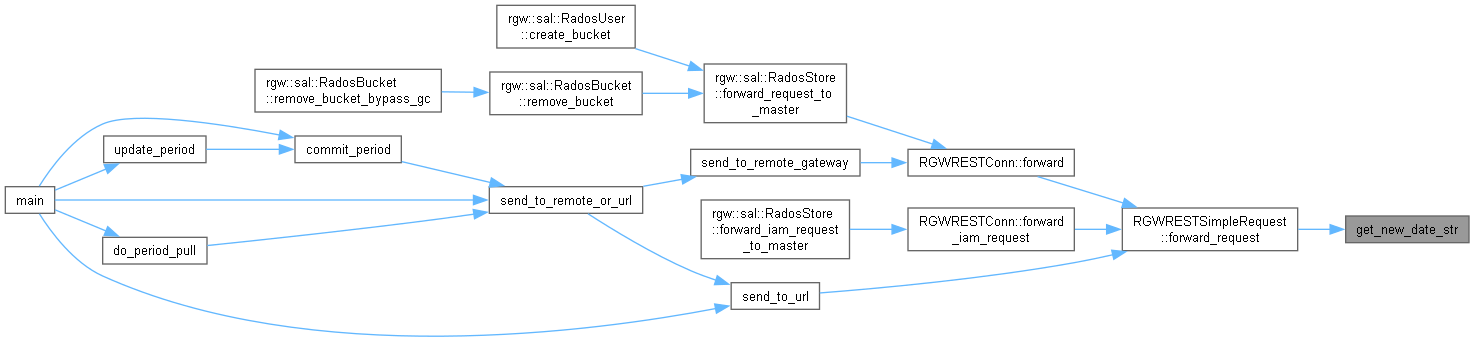 rgw::sal::RadosUser
::create_bucket
rgw::sal::RadosBucket
::remove_bucket_bypass_gc
rgw::sal::RadosBucket
::remove_bucket
rgw::sal::RadosStore
::forward_request_to
_master
update_period
commit_period
send_to_remote_gateway
RGWRESTConn::forward
main
send_to_remote_or_url
rgw::sal::RadosStore
::forward_iam_request
_to_master
RGWRESTConn::forward
_iam_request
RGWRESTSimpleRequest
::forward_request
get_new_date_str
do_period_pull
send_to_url